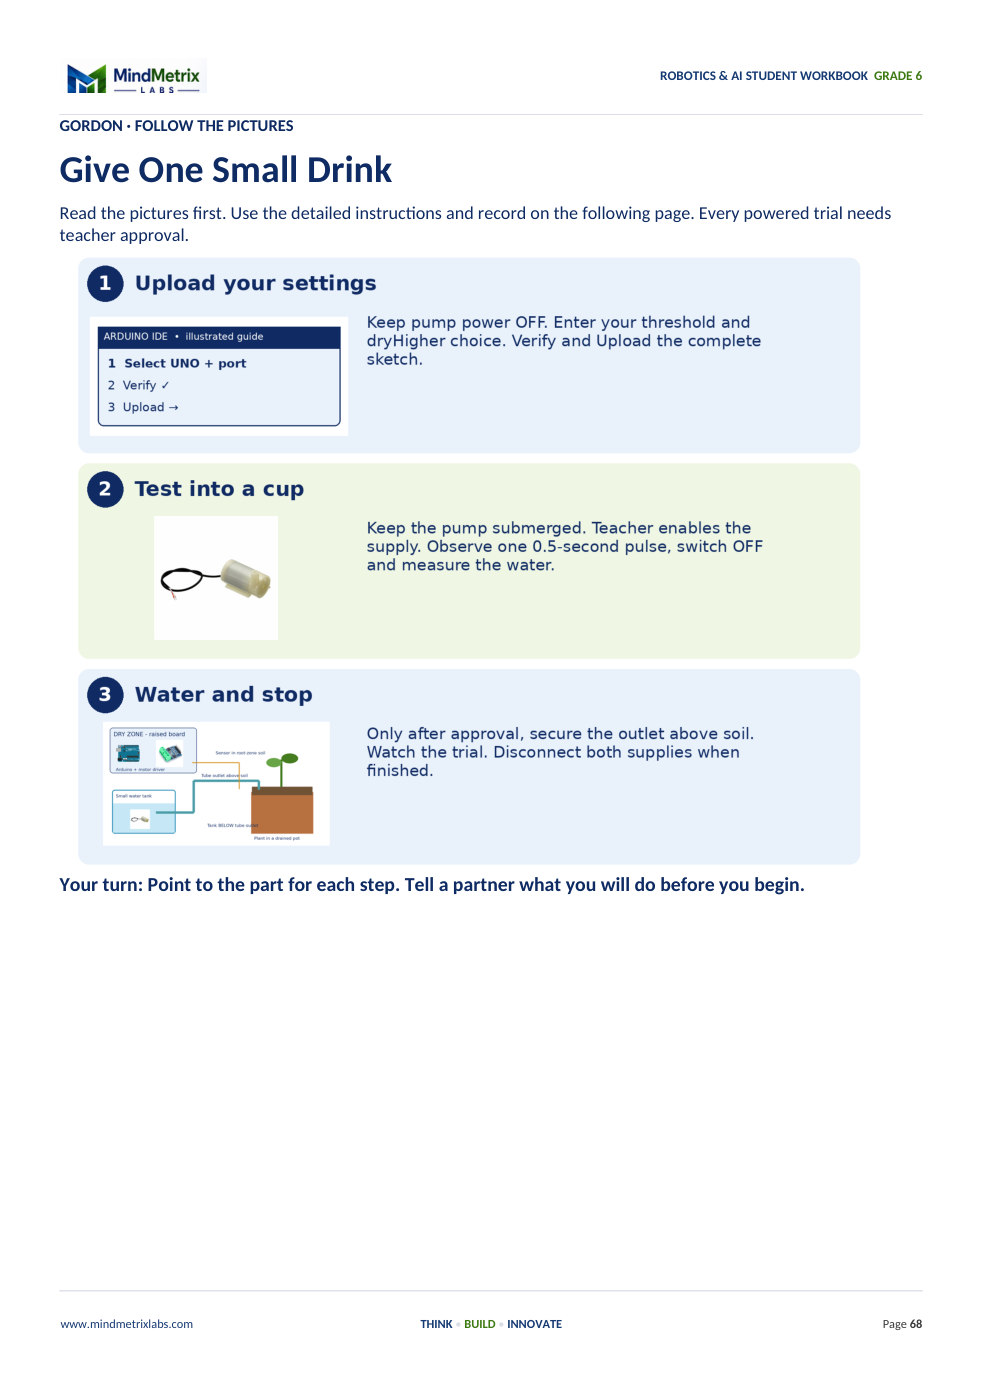 MindMetrix
LABS
ROBOTICS & AI STUDENT WORKBOOK GRADE 6
GORDON · FOLLOW THE PICTURES
Give One Small Drink
Read the pictures first. Use the detailed instructions and record on the following page. Every powered trial needs
teacher approval.
1 Upload your settings
ARDUINO IDE • illustrated guide
1 Select UNO + port
2 Verify ✓
3 Upload →
Keep pump power OFF. Enter your threshold and
dryHigher choice. Verify and Upload the complete
sketch.
2 Test into a cup
Keep the pump submerged. Teacher enables the
supply. Observe one 0.5-second pulse, switch OFF
and measure the water.
3 Water and stop
DRY ZONE - raised board
Arduino + motor driver
Sensor in root-zone soil
Tube outlet above soil
Small water tank
Tank BELOW tube outlet
Plant in a drained pot
Only after approval, secure the outlet above soil.
Watch the trial. Disconnect both supplies when
finished.
Your turn: Point to the part for each step. Tell a partner what you will do before you begin.
www.mindmetrixlabs.com
THINK • BUILD • INNOVATE
Page 68